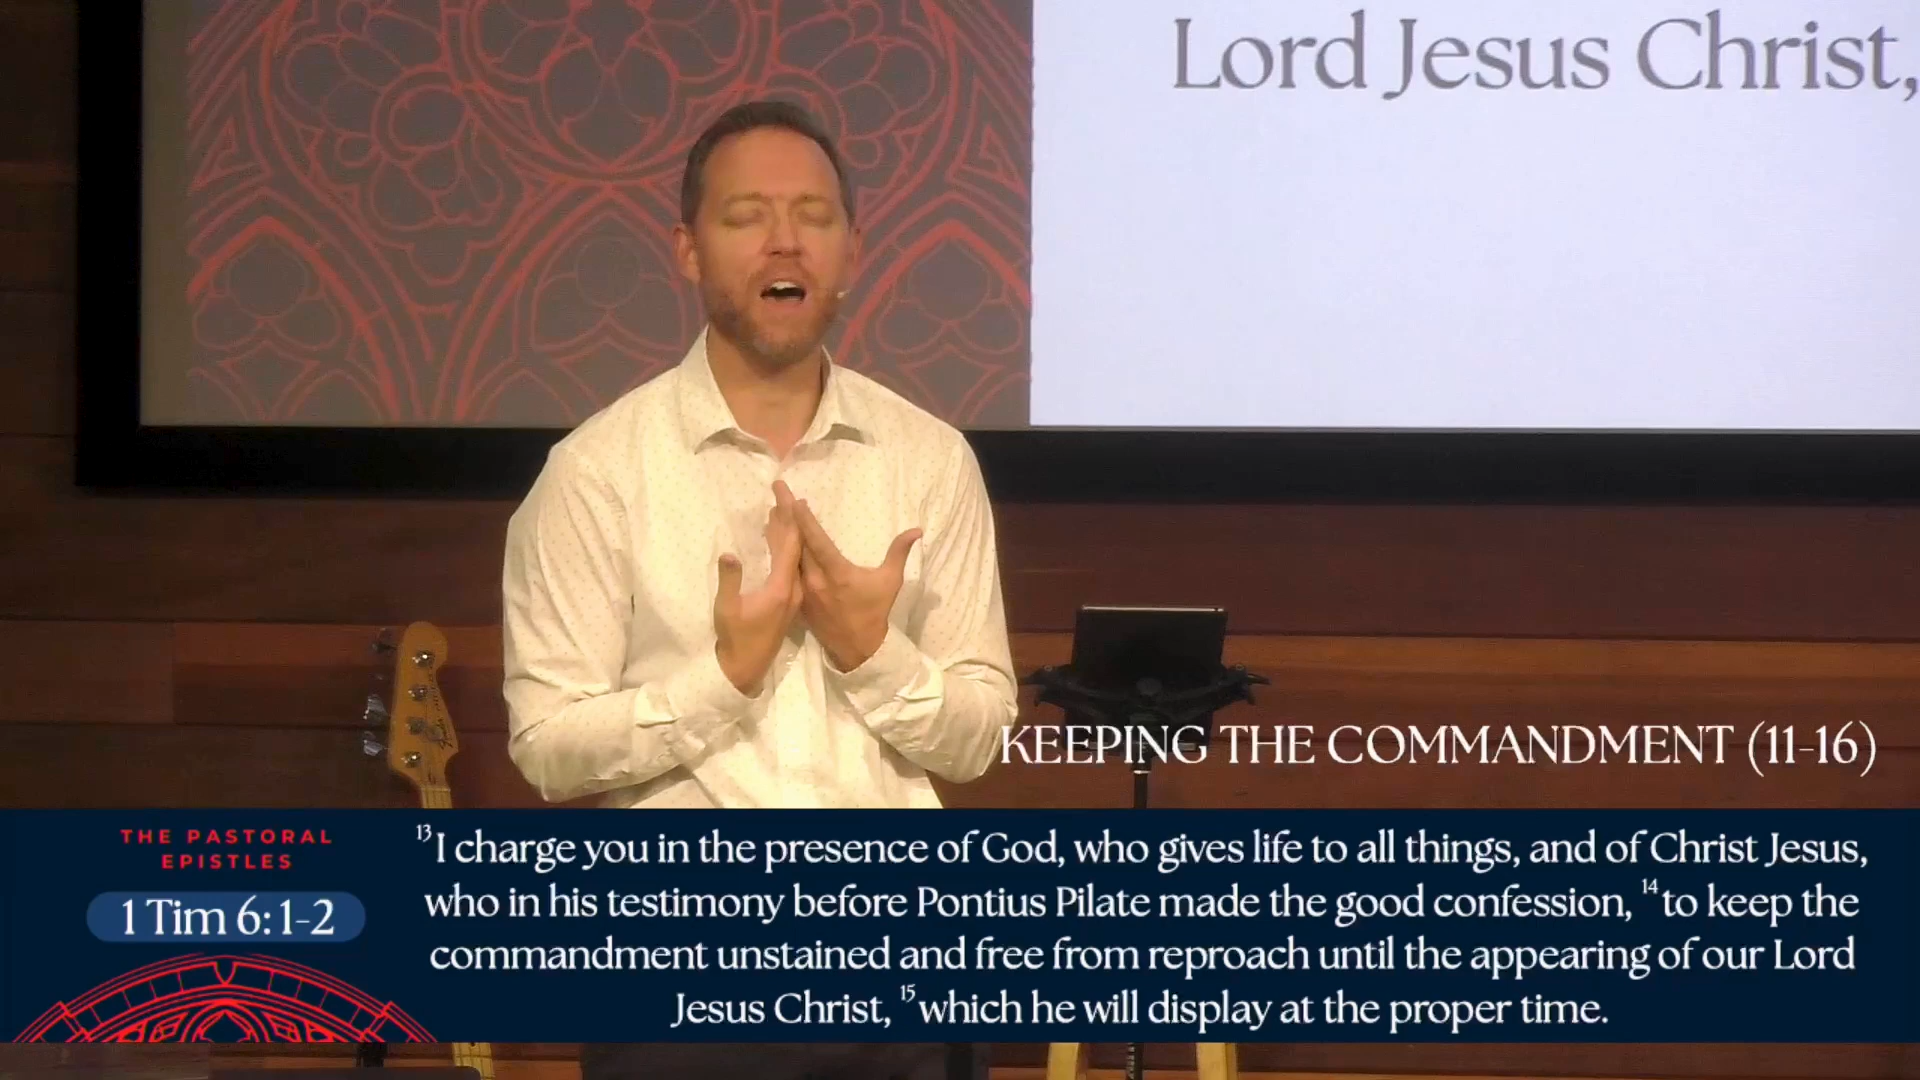 Lord Jesus Christ,
KEEPING THE COMMANDMENT (11-16)
THE PASTORAL
EPISTLES
1 Tim 6:1-2
¹³I charge you in the presence of God, who gives life to all things, and of Christ Jesus,
who in his testimony before Pontius Pilate made the good confession, ¹⁴to keep the
commandment unstained and free from reproach until the appearing of our Lord
Jesus Christ, ¹⁵which he will display at the proper time.